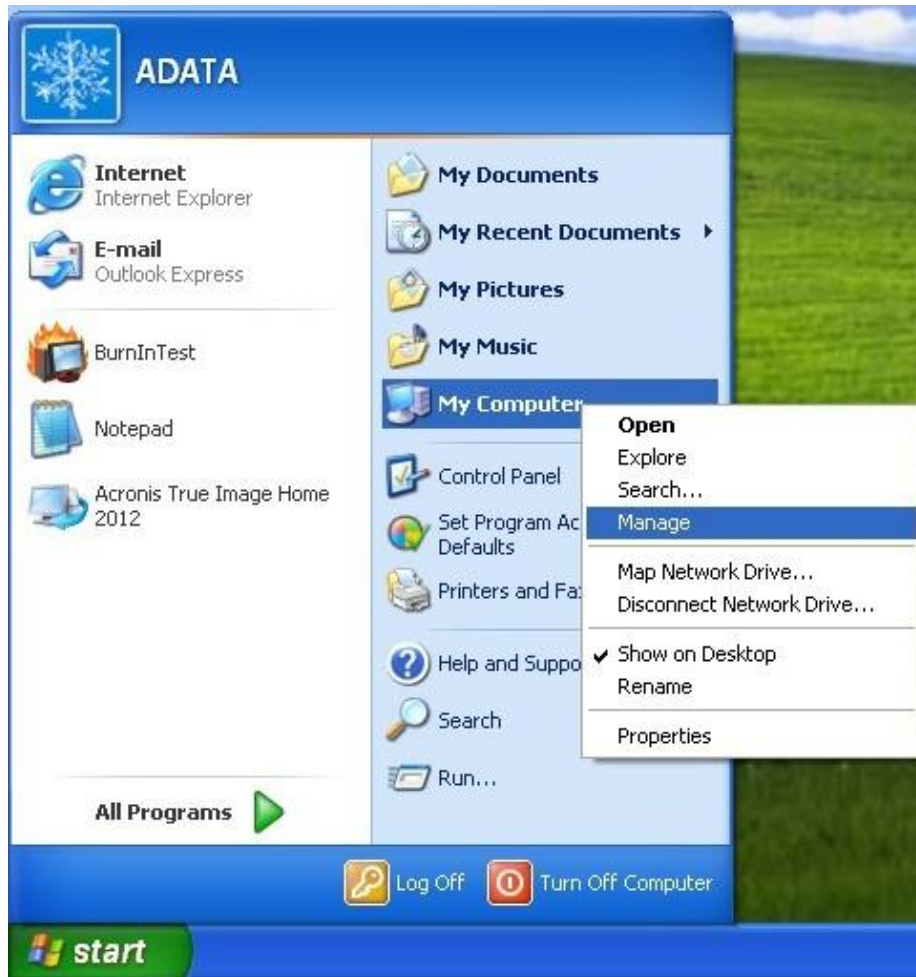 ADATA
Internet
Internet Explorer
E-mail
Outlook Express
BurnInTest
Notepad
Acronis True Image Home
2012
All Programs
My Documents
My Recent Documents
My Pictures
My Music
My Computer
Control Panel
Set Program Ac
Defaults
Printers and Fa
Help and Suppo
Search
Run...
Open
Explore
Search...
Manage
Map Network Drive...
Disconnect Network Drive...
Show on Desktop
Rename
Properties
Log Off
Turn Off Computer
start